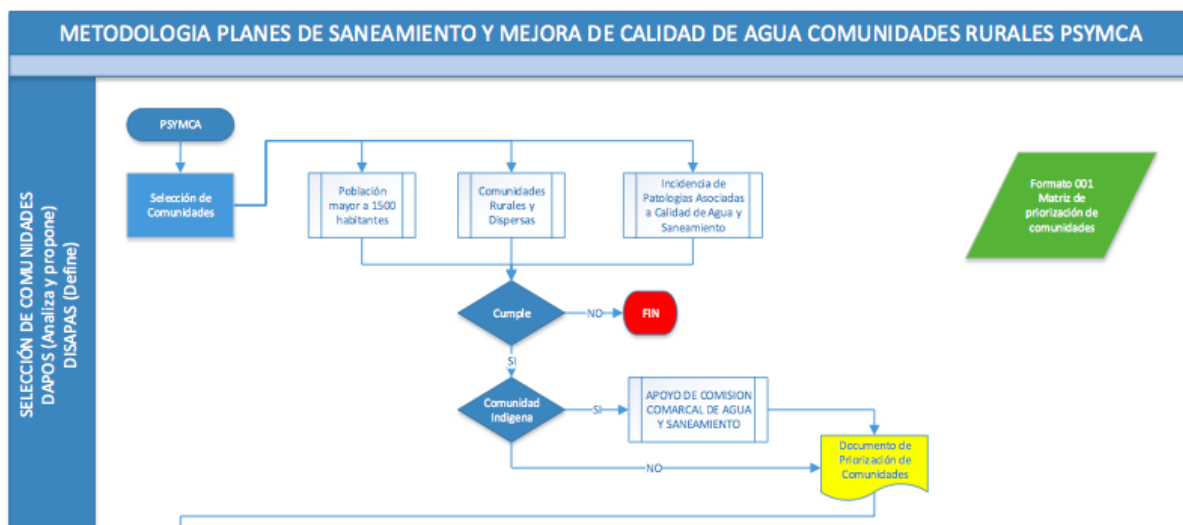 METODOLOGIA PLANES DE SANEAMIENTO Y MEJORA DE CALIDAD DE AGUA COMUNIDADES RURALES PSYMCA
SELECCIÓN DE COMUNIDADES
DAPOS (Analiza y propone)
DISAPAS (Define)
PSYMCA
Selección de
Comunidades
Población
mayor a 1500
habitantes
Comunidades
Rurales y
Dispersas
Incidencia de
Patologías Asociadas
a Calidad de Agua y
Saneamiento
Formato 001
Matriz de
priorización de
comunidades
Cumple
NO
FIN
SI
Comunidad
Indigena
SI
APOYO DE COMISION
COMARCAL DE AGUA
Y SANEAMIENTO
NO
Documento de
Priorización de
Comunidades